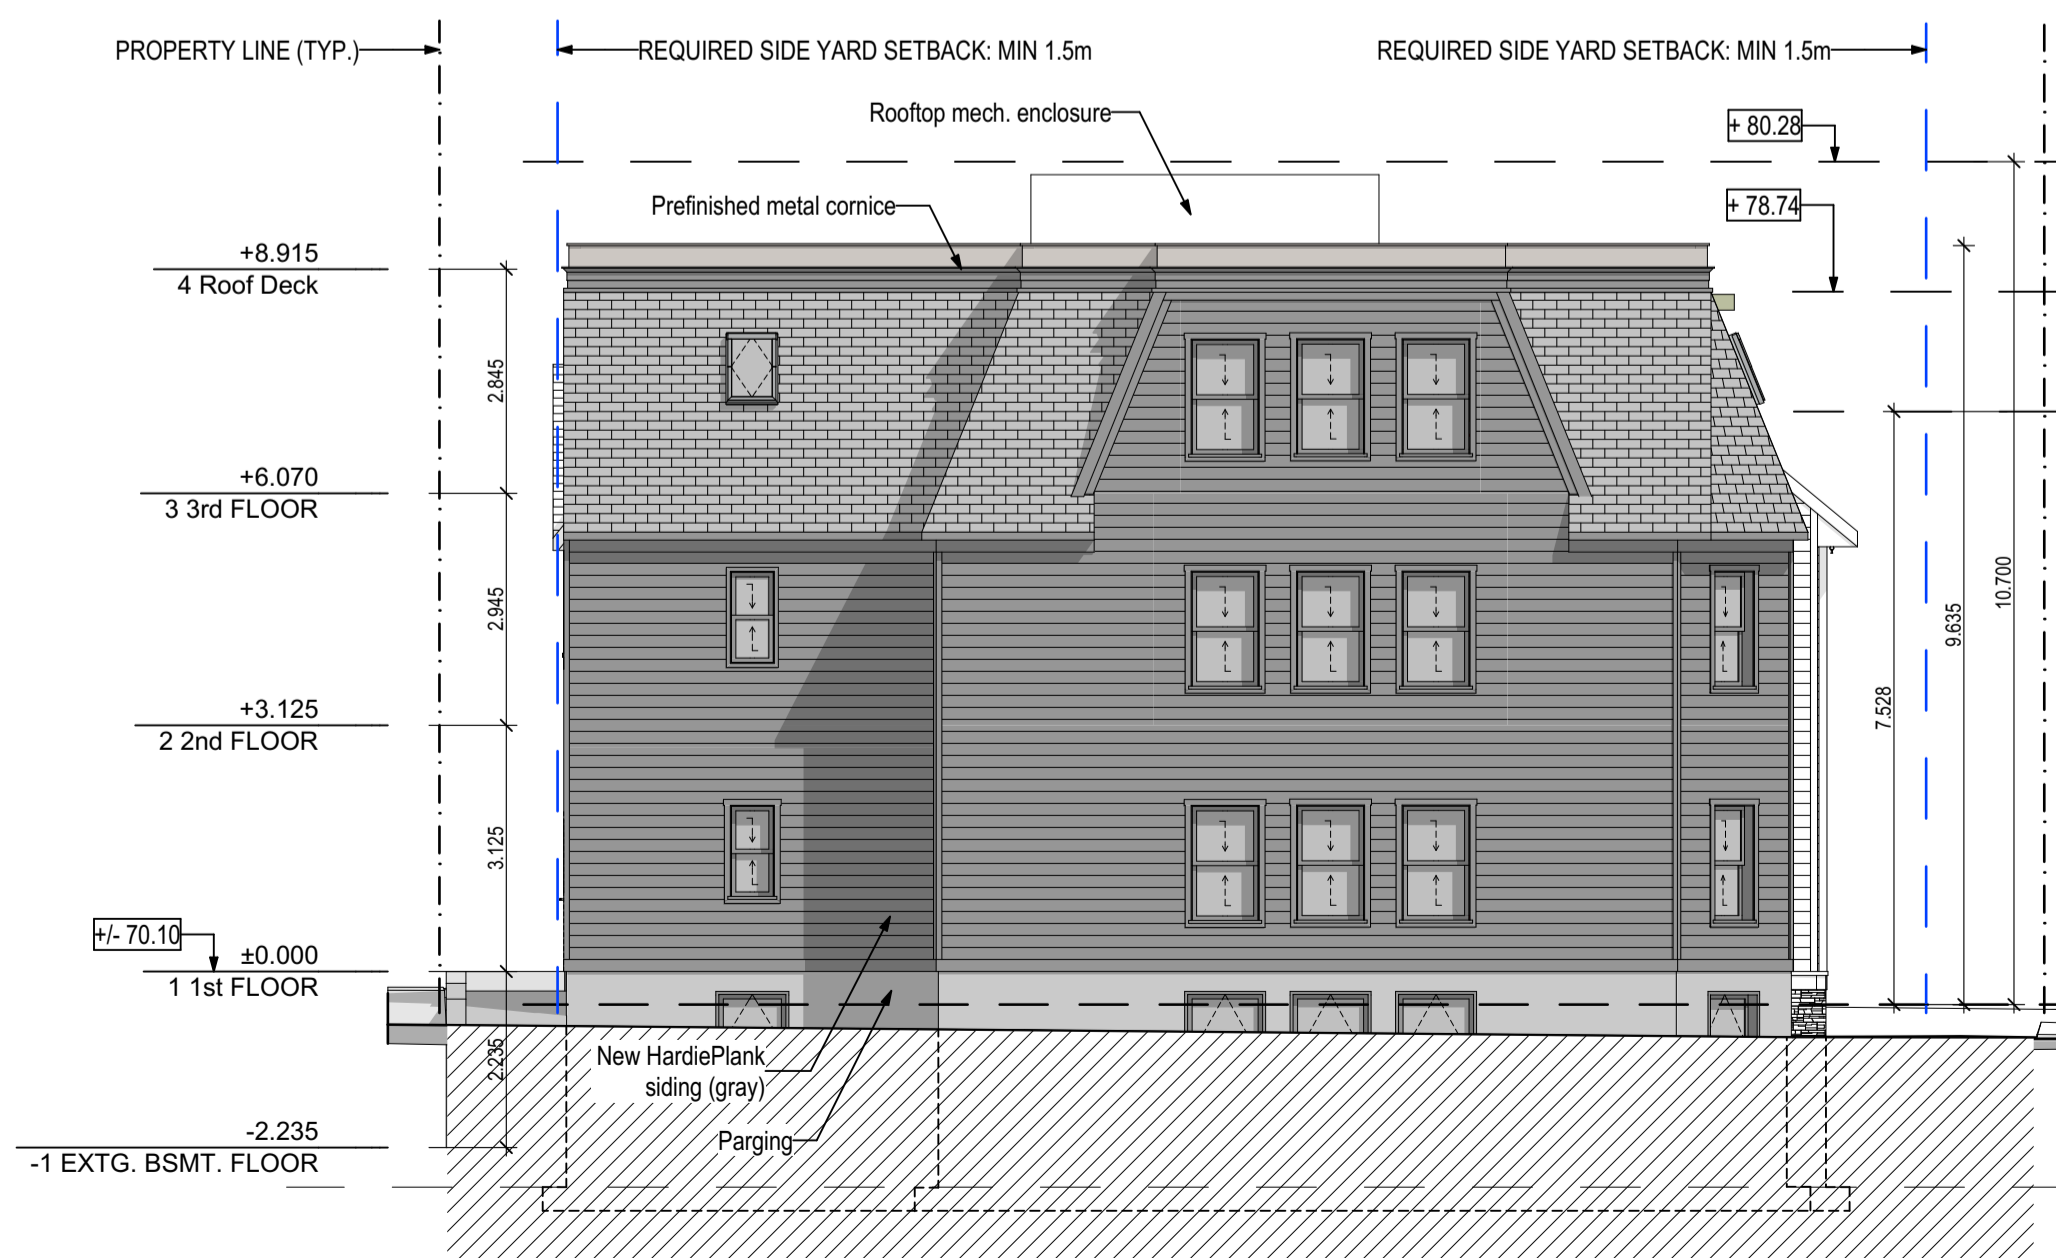 PROPERTY LINE (TYP.)
REQUIRED SIDE YARD SETBACK: MIN 1.5m
REQUIRED SIDE YARD SETBACK: MIN 1.5m
Rooftop mech. enclosure
+ 80.28
Prefinished metal cornice
+ 78.74
+8.915
4 Roof Deck
2.845
+6.070
3 3rd FLOOR
2.945
10.700
9.635
7.528
+3.125
2 2nd FLOOR
3.125
+/- 70.10
±0.000
1 1st FLOOR
2.235
New HardiePlank
siding (gray)
Parging
-2.235
-1 EXTG. BSMT. FLOOR